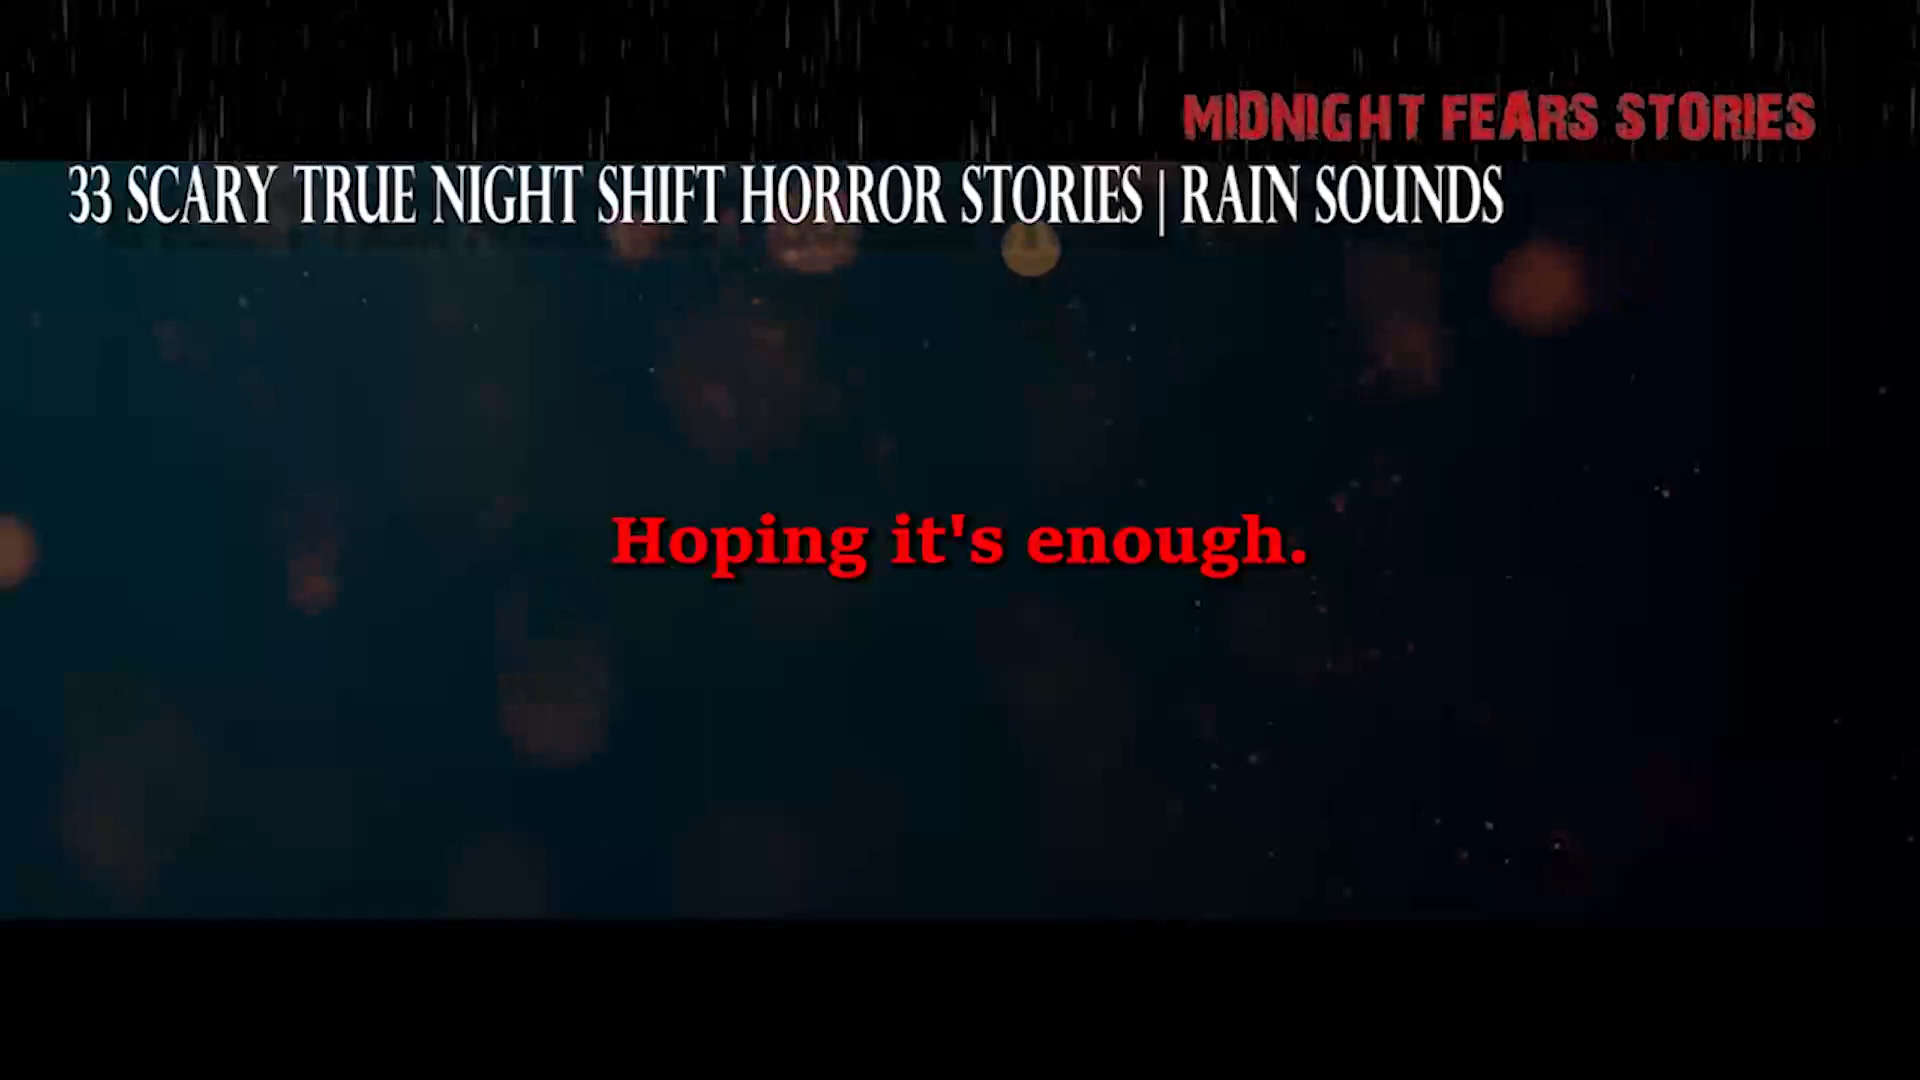 MIDNIGHT FEARS STORIES
33 SCARY TRUE NIGHT SHIFT HORROR STORIES | RAIN SOUNDS
Hoping it's enough.